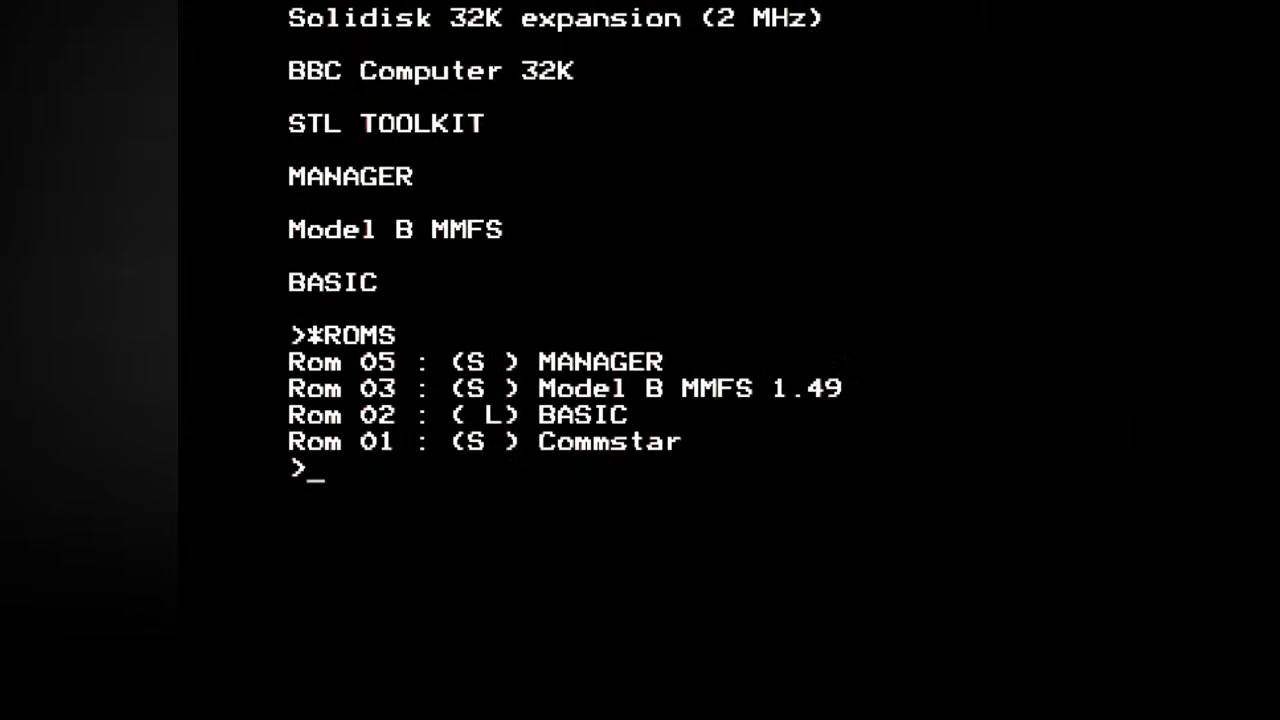 Solidisk 32K expansion (2 MHz)
BBC Computer 32K
STL TOOLKIT
MANAGER
Model B MMFS
BASIC
>*ROMS
Rom 05 : (S ) MANAGER
Rom 03 : (S ) Model B MMFS 1.49
Rom 02 : ( L) BASIC
Rom 01 : (S ) Commstar
>_